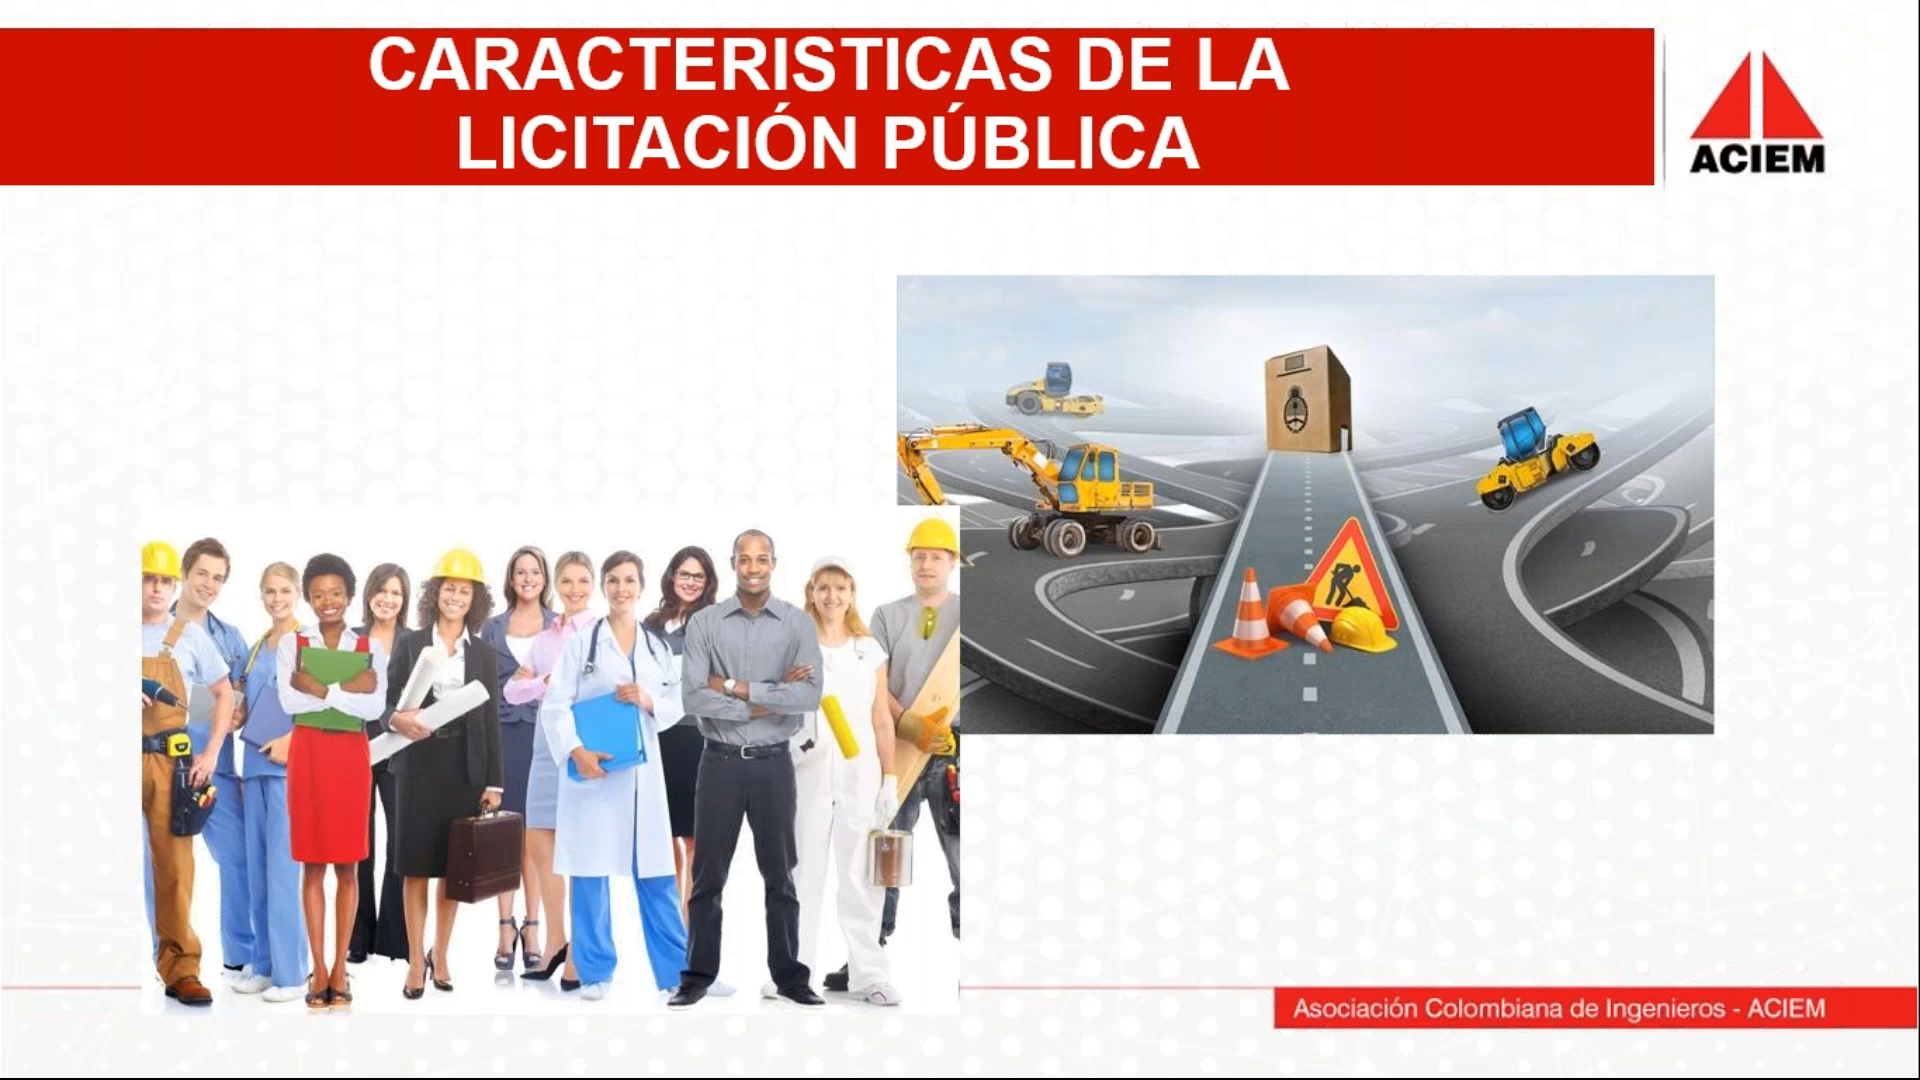 CARACTERISTICAS DE LA
LICITACIÓN PÚBLICA
ACIEM
Asociación Colombiana de Ingenieros - ACIEM